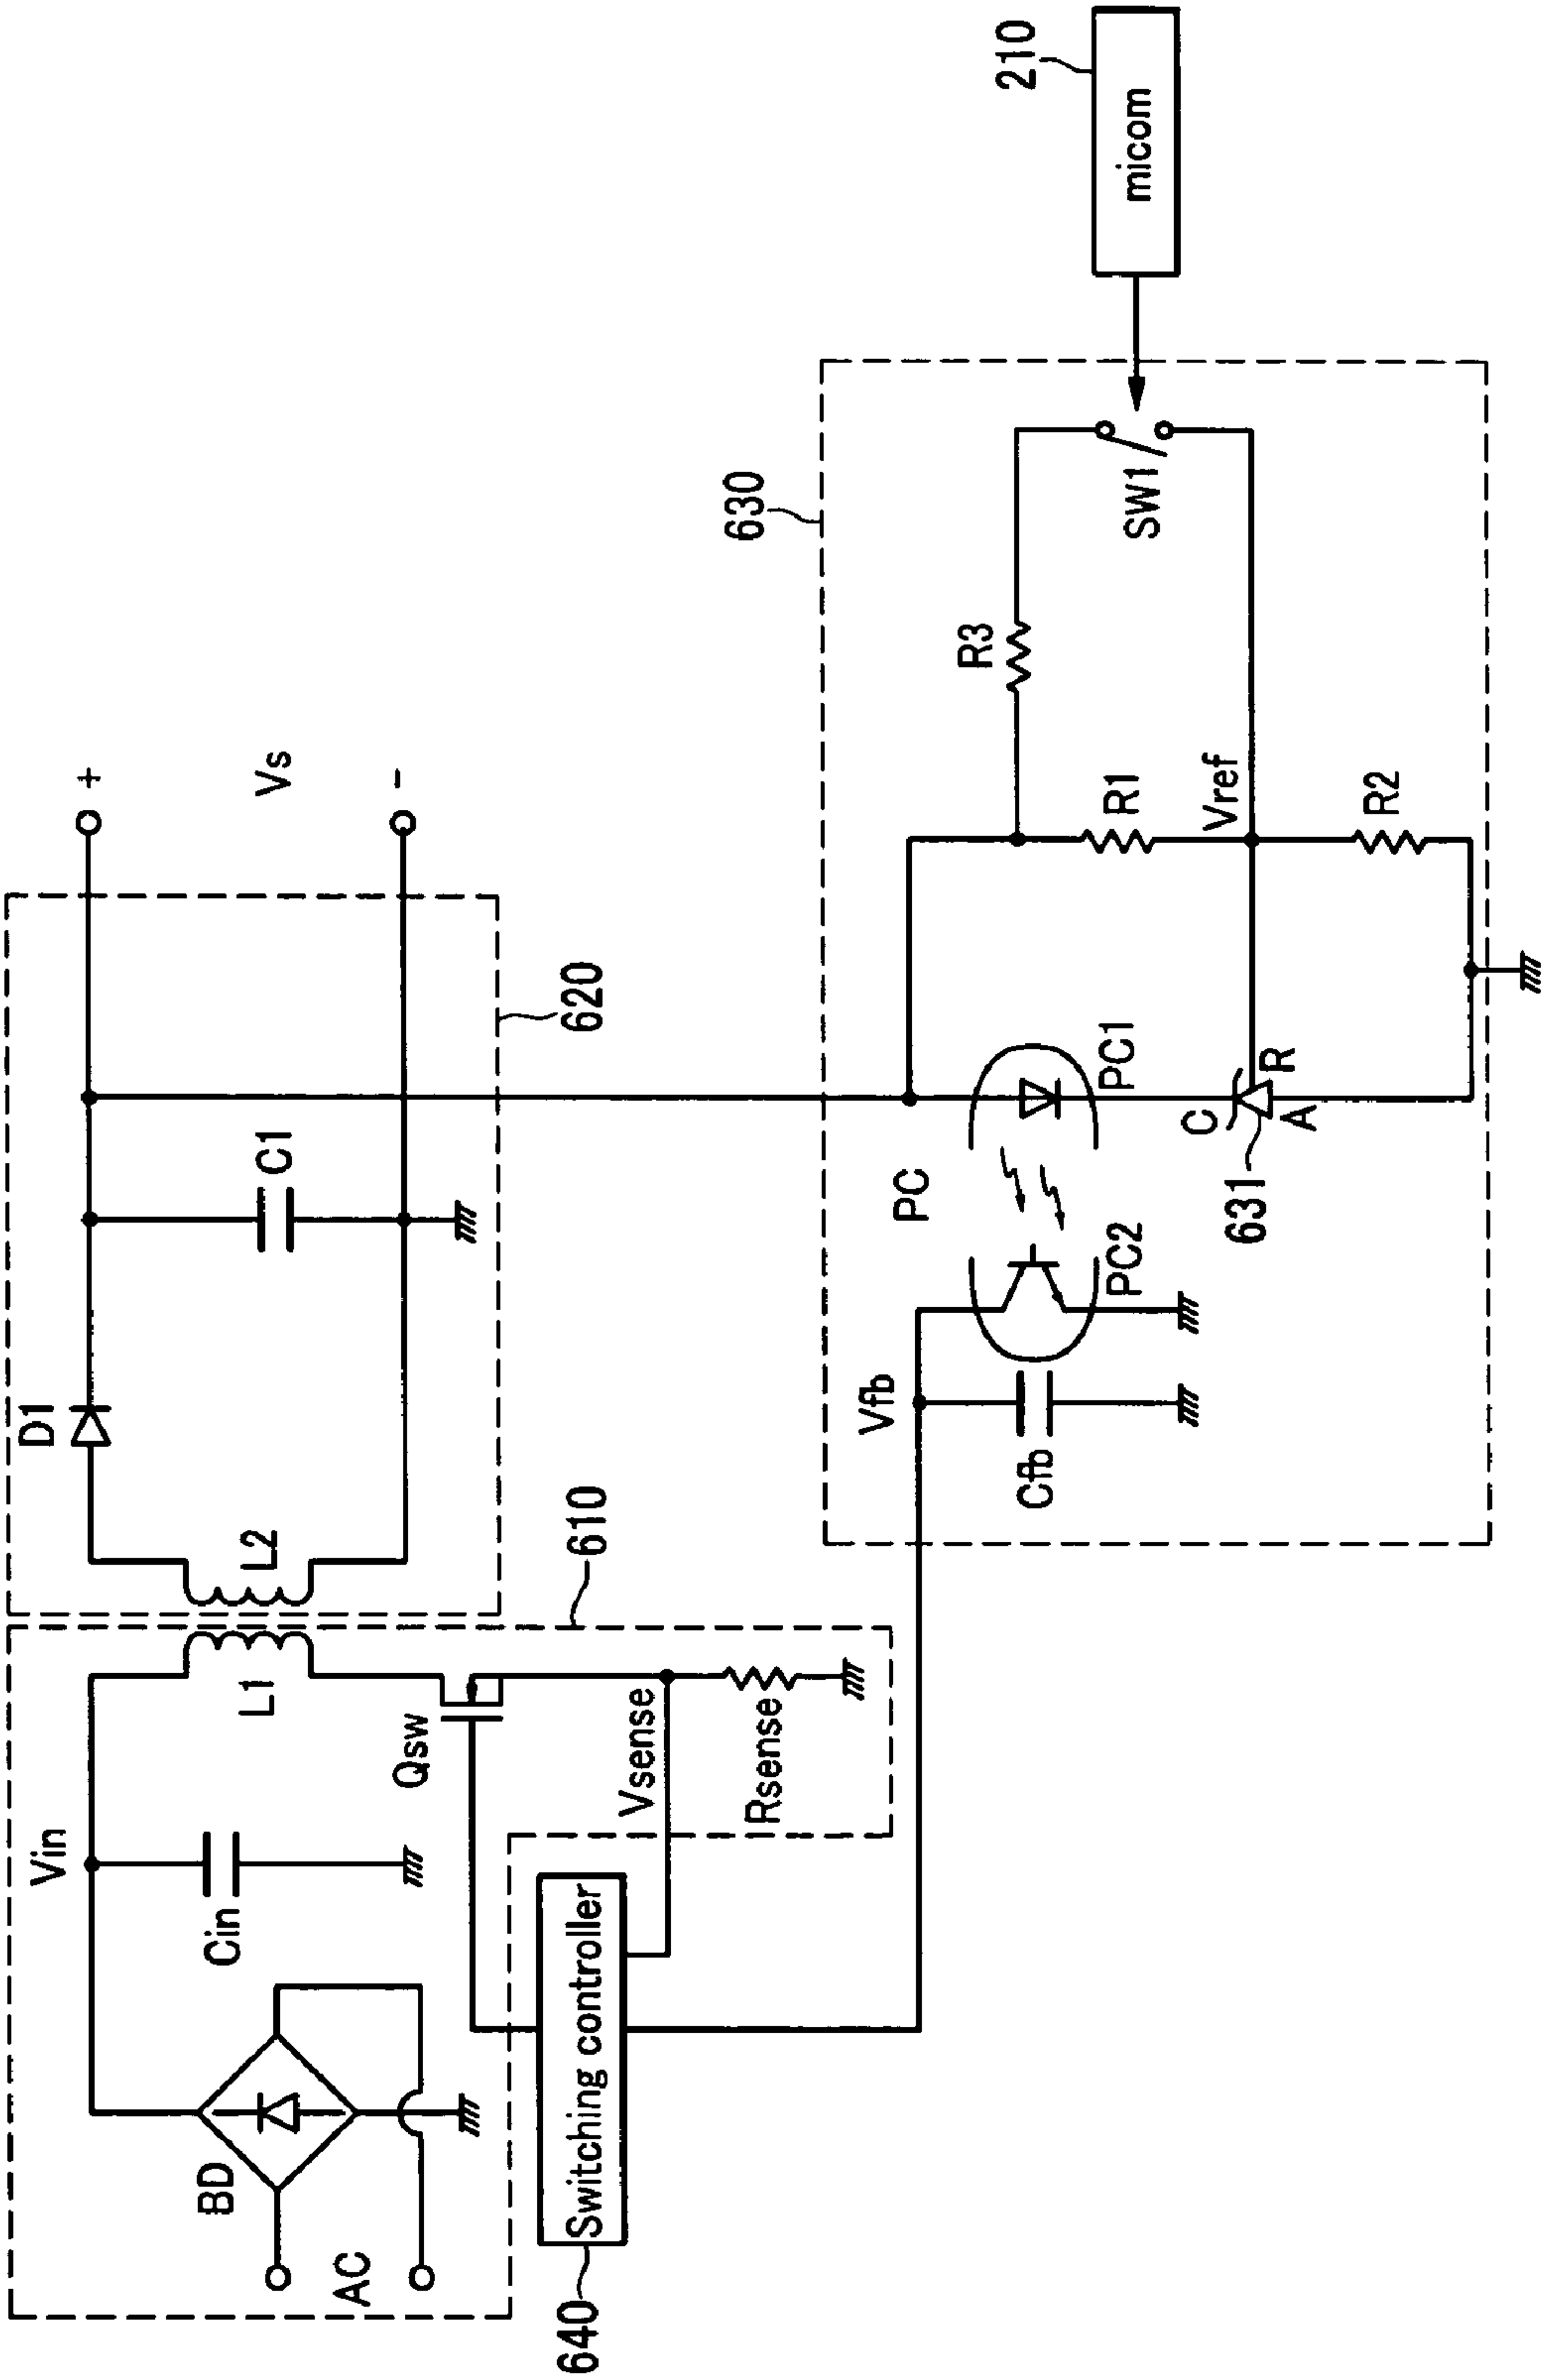 Vin
Cin
BD
AC
L1
Qsw
Vsense
Rsense
610
Switching controller
640
L2
D1
C1
620
+
Vs
-
630
Vfb
Cfb
PC
PC2
PC1
C
A
R
631
R1
Vref
R2
R3
SW1
micom
210